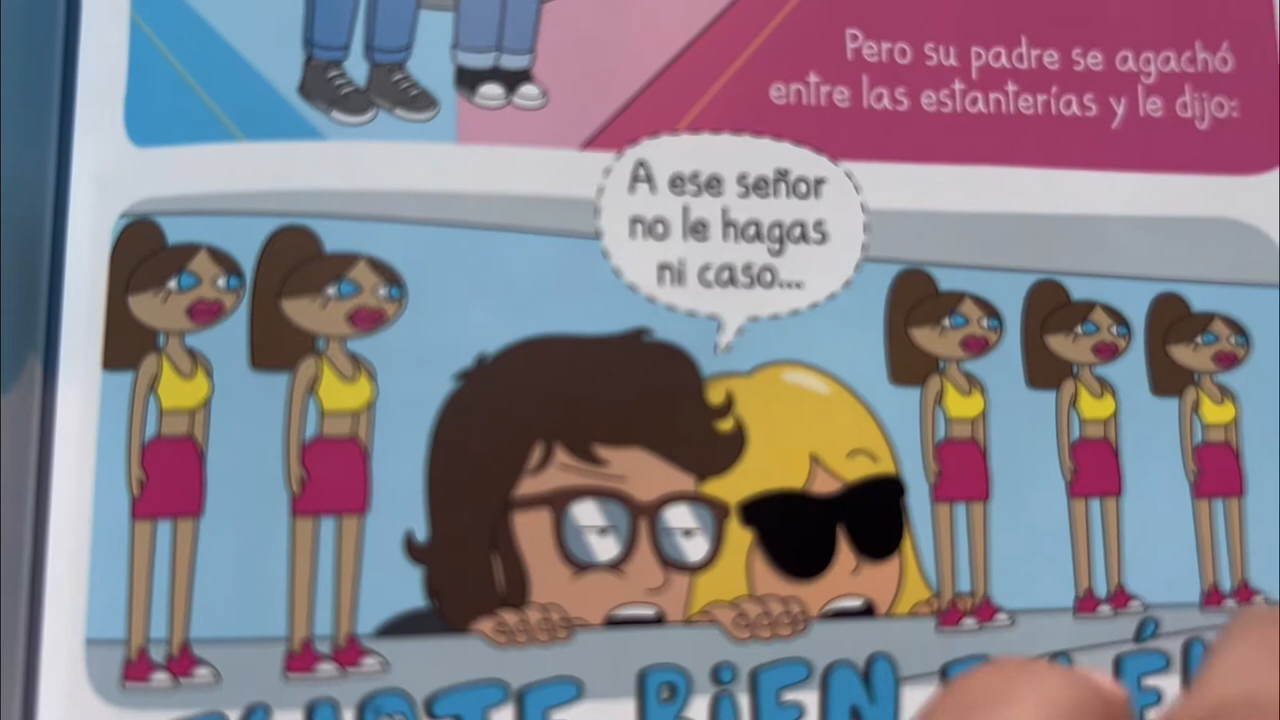 Pero su padre se agachó
entre las estanterías y le dijo:
A ese señor
no le hagas
ni caso...
BiEN